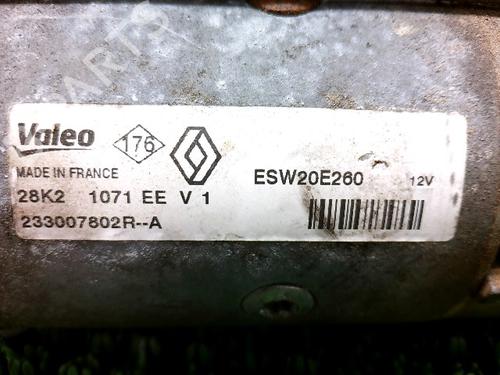 Valeo 176
MADE IN FRANCE ESW20E260 12V
28K2 1071 EE V 1
233007802R--A